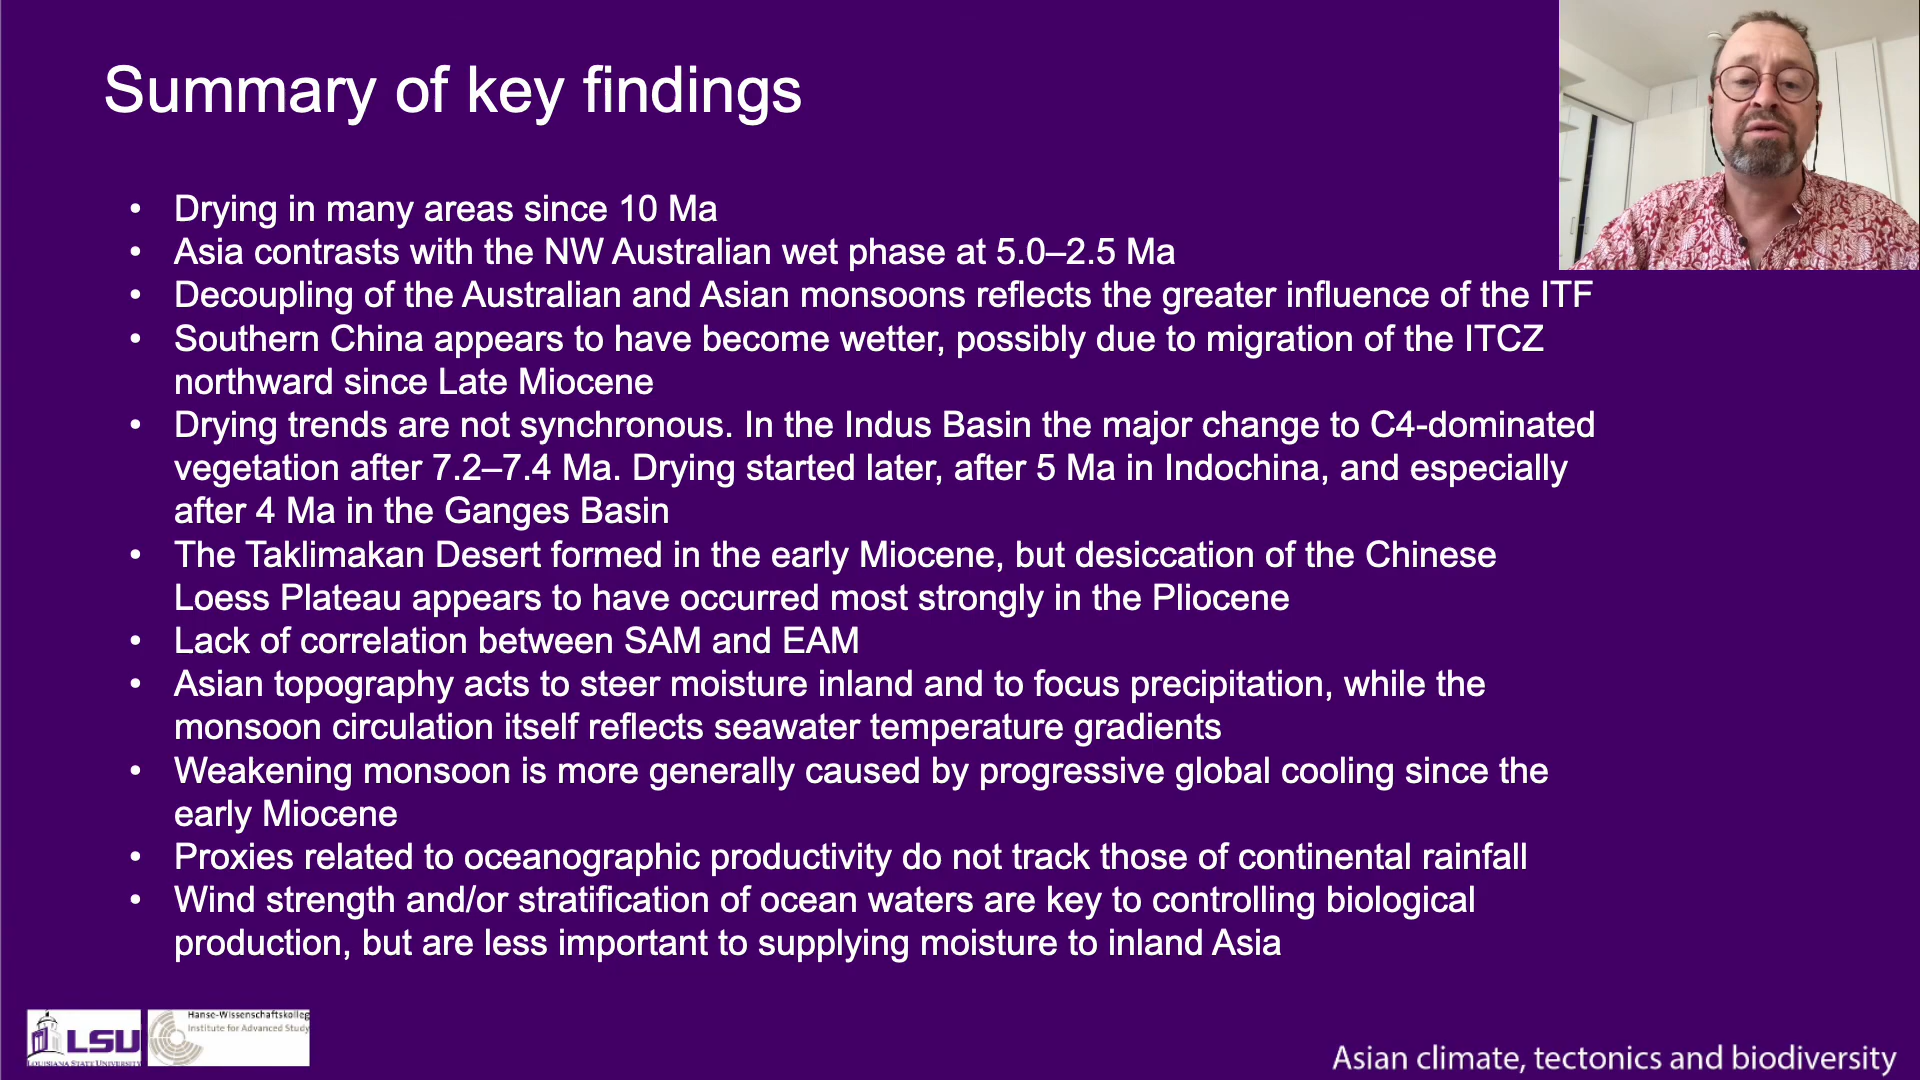 Summary of key findings
• Drying in many areas since 10 Ma
• Asia contrasts with the NW Australian wet phase at 5.0–2.5 Ma
• Decoupling of the Australian and Asian monsoons reflects the greater influence of the ITF
• Southern China appears to have become wetter, possibly due to migration of the ITCZ
northward since Late Miocene
• Drying trends are not synchronous. In the Indus Basin the major change to C4-dominated
vegetation after 7.2–7.4 Ma. Drying started later, after 5 Ma in Indochina, and especially
after 4 Ma in the Ganges Basin
• The Taklimakan Desert formed in the early Miocene, but desiccation of the Chinese
Loess Plateau appears to have occurred most strongly in the Pliocene
• Lack of correlation between SAM and EAM
• Asian topography acts to steer moisture inland and to focus precipitation, while the
monsoon circulation itself reflects seawater temperature gradients
• Weakening monsoon is more generally caused by progressive global cooling since the
early Miocene
• Proxies related to oceanographic productivity do not track those of continental rainfall
• Wind strength and/or stratification of ocean waters are key to controlling biological
production, but are less important to supplying moisture to inland Asia
LSU
LOUISIANA STATE UNIVERSITY
Hanse-Wissenschaftskolleg
Institute for Advanced Study
Asian climate, tectonics and biodiversity